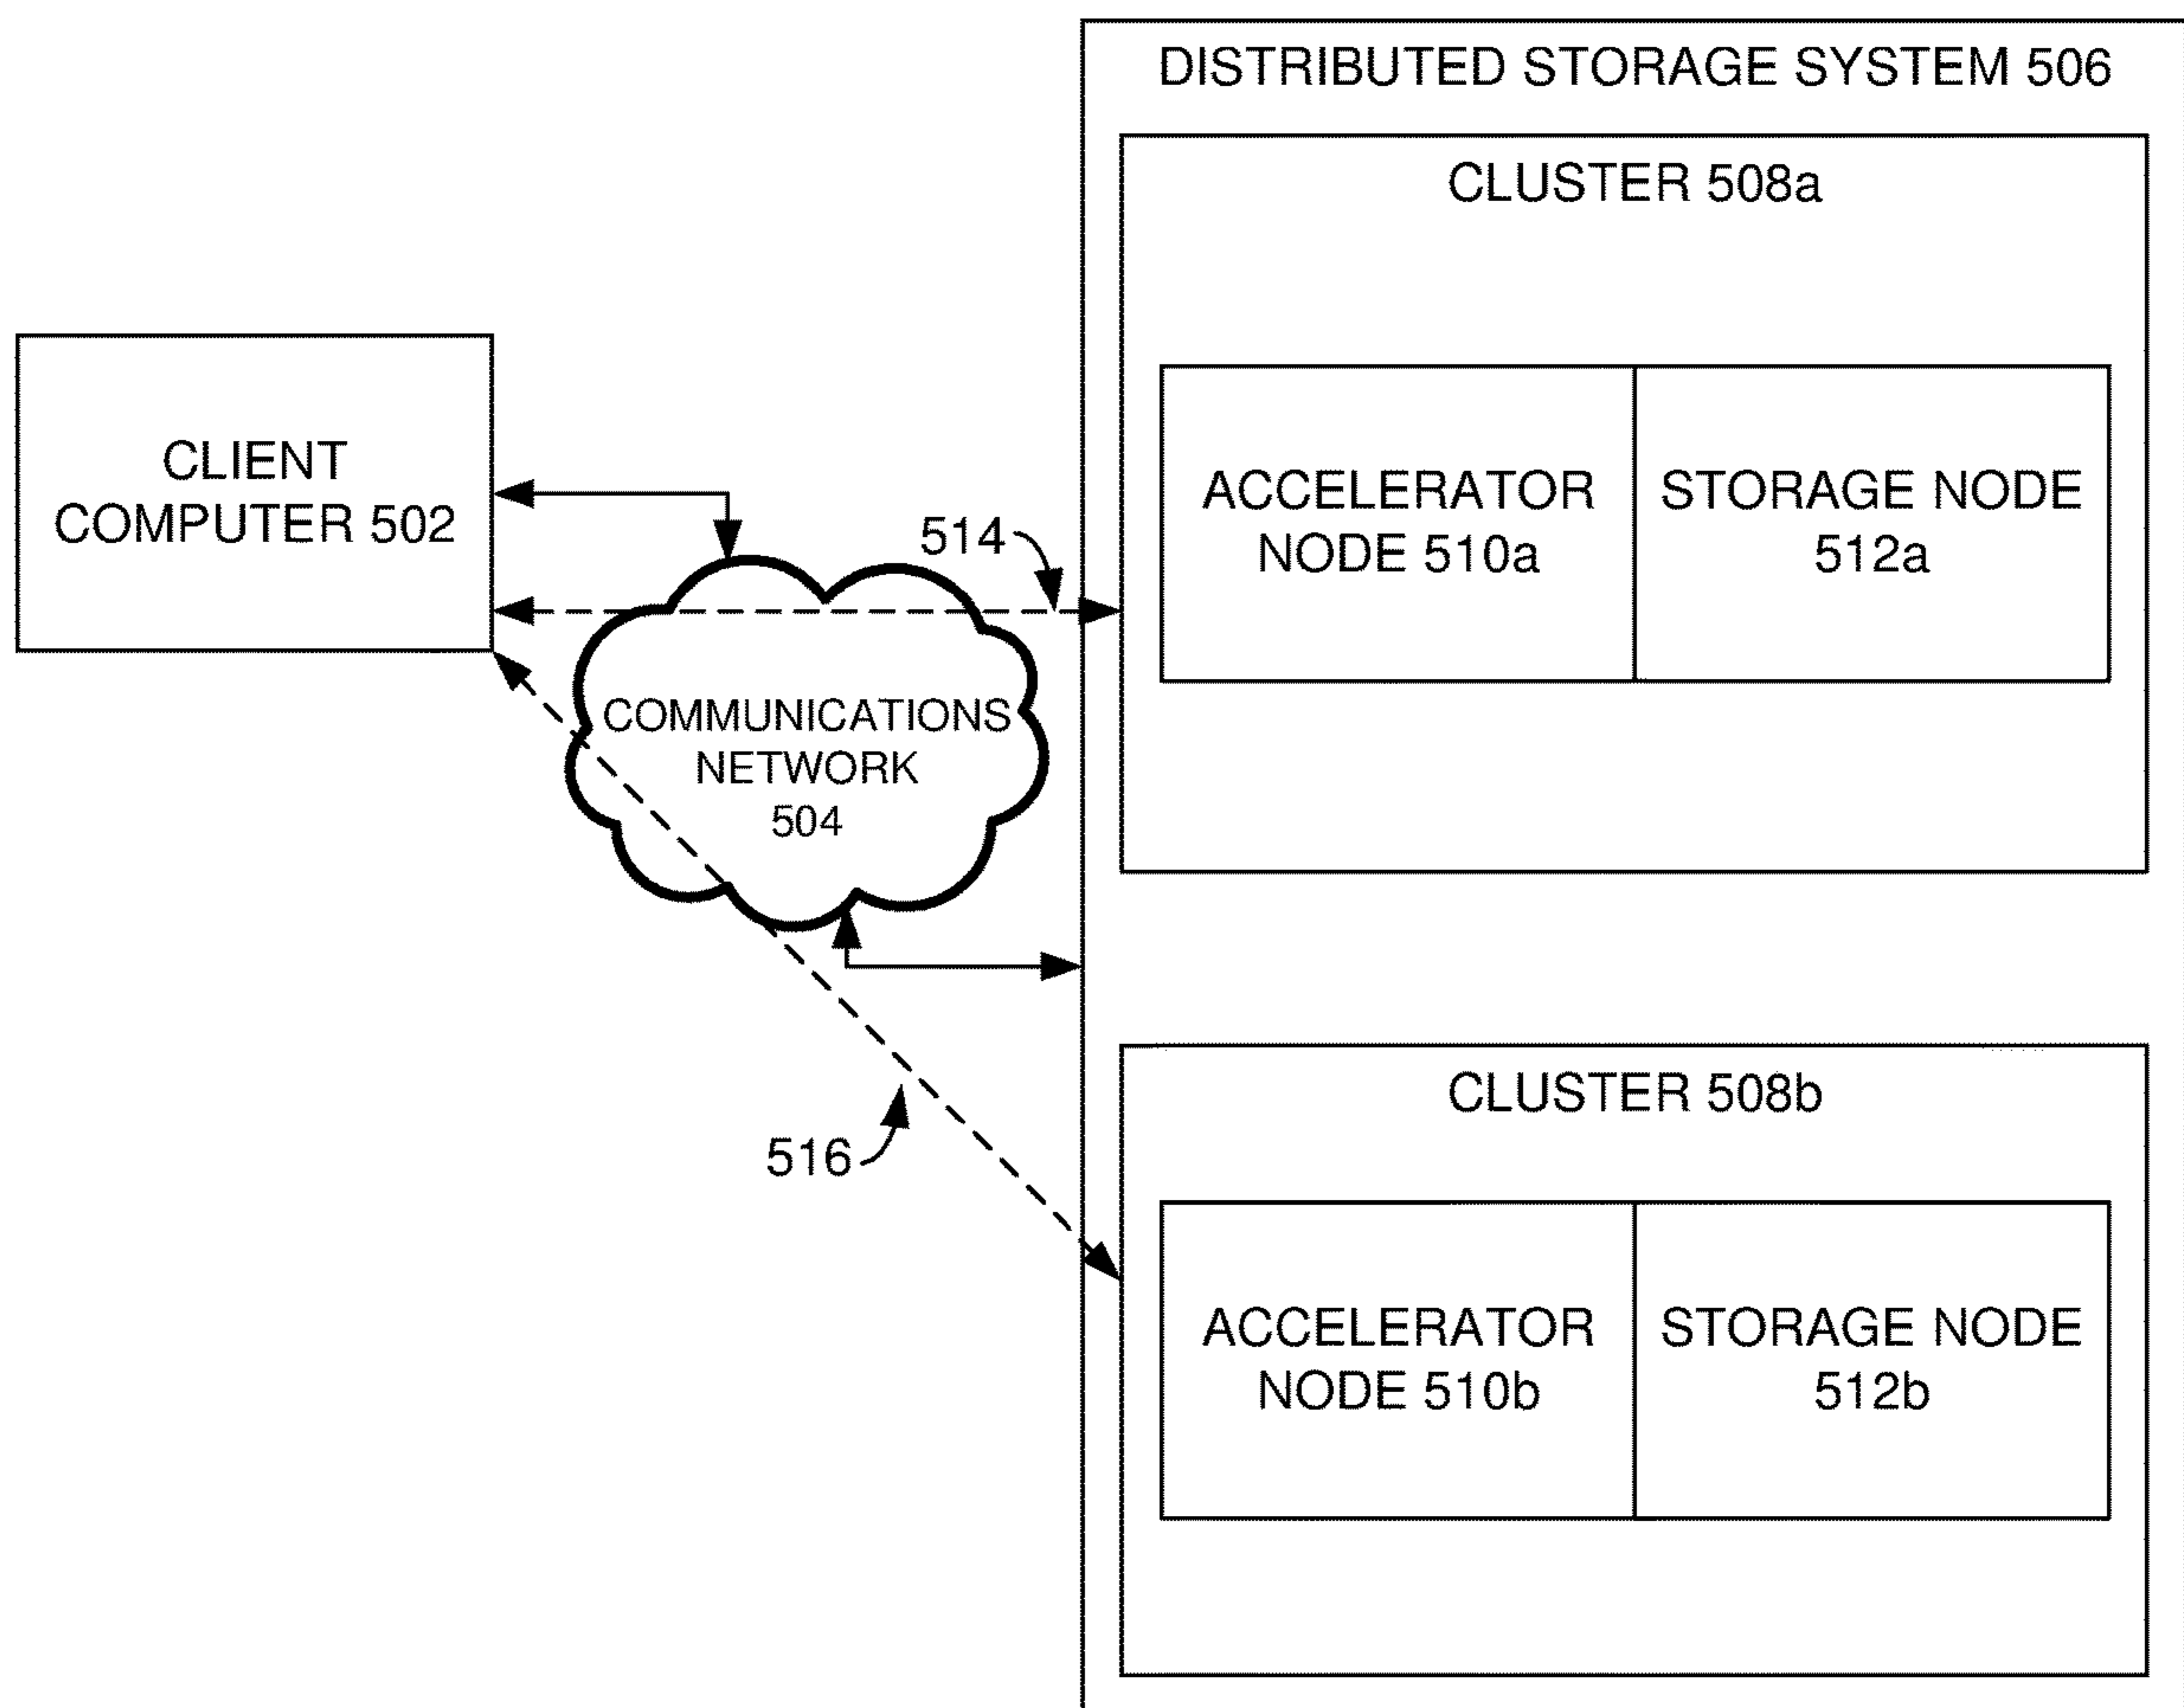 DISTRIBUTED STORAGE SYSTEM 506
CLUSTER 508a
CLIENT
COMPUTER 502
ACCELERATOR
NODE 510a
STORAGE NODE
512a
514
COMMUNICATIONS
NETWORK
504
CLUSTER 508b
516
ACCELERATOR
NODE 510b
STORAGE NODE
512b